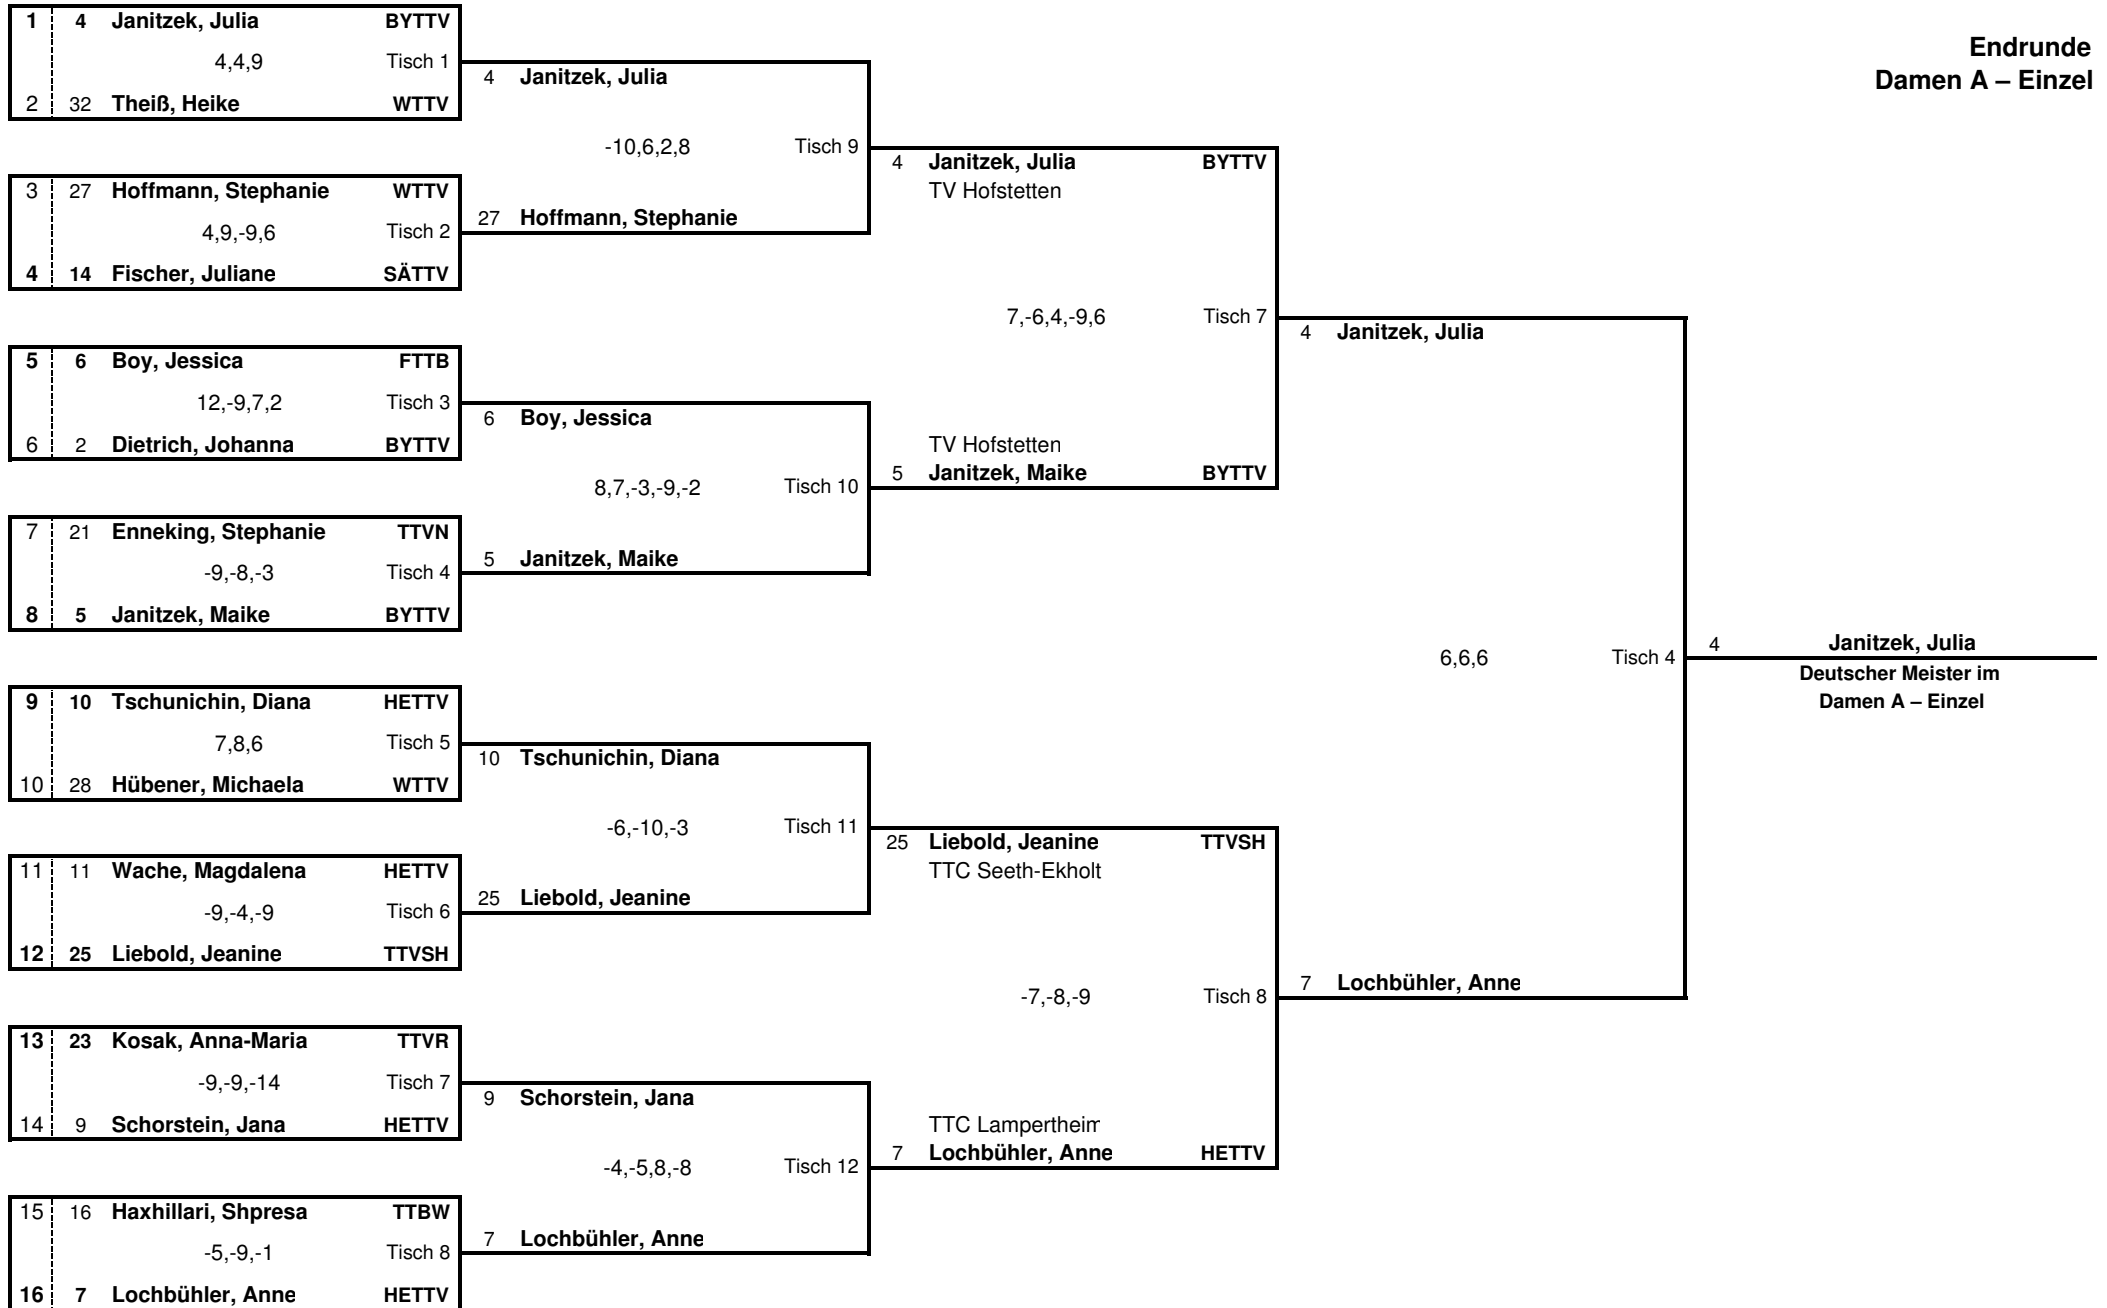 Endrunde
Damen A – Einzel
1 4 Janitzek, Julia BYTTV
4,4,9 Tisch 1
2 32 Theiß, Heike WTTV
4 Janitzek, Julia
-10,6,2,8 Tisch 9
3 27 Hoffmann, Stephanie WTTV
4,9,-9,6 Tisch 2
4 14 Fischer, Juliane SÄTTV
27 Hoffmann, Stephanie
4 Janitzek, Julia BYTTV
TV Hofstetten
7,-6,4,-9,6 Tisch 7
5 6 Boy, Jessica FTTB
12,-9,7,2 Tisch 3
6 2 Dietrich, Johanna BYTTV
6 Boy, Jessica
8,7,-3,-9,-2 Tisch 10
7 21 Enneking, Stephanie TTVN
-9,-8,-3 Tisch 4
8 5 Janitzek, Maike BYTTV
5 Janitzek, Maike
TV Hofstetten
5 Janitzek, Maike BYTTV
4 Janitzek, Julia
6,6,6 Tisch 4
4 Janitzek, Julia
Deutscher Meister im
Damen A – Einzel
9 10 Tschunichin, Diana HETTV
7,8,6 Tisch 5
10 28 Hübener, Michaela WTTV
10 Tschunichin, Diana
-6,-10,-3 Tisch 11
11 11 Wache, Magdalena HETTV
-9,-4,-9 Tisch 6
12 25 Liebold, Jeanine TTVSH
25 Liebold, Jeanine
25 Liebold, Jeanine TTVSH
TTC Seeth-Ekholt
-7,-8,-9 Tisch 8
7 Lochbühler, Anne
13 23 Kosak, Anna-Maria TTVR
-9,-9,-14 Tisch 7
14 9 Schorstein, Jana HETTV
9 Schorstein, Jana
-4,-5,8,-8 Tisch 12
TTC Lampertheim
7 Lochbühler, Anne HETTV
15 16 Haxhillari, Shpresa TTBW
-5,-9,-1 Tisch 8
16 7 Lochbühler, Anne HETTV
7 Lochbühler, Anne